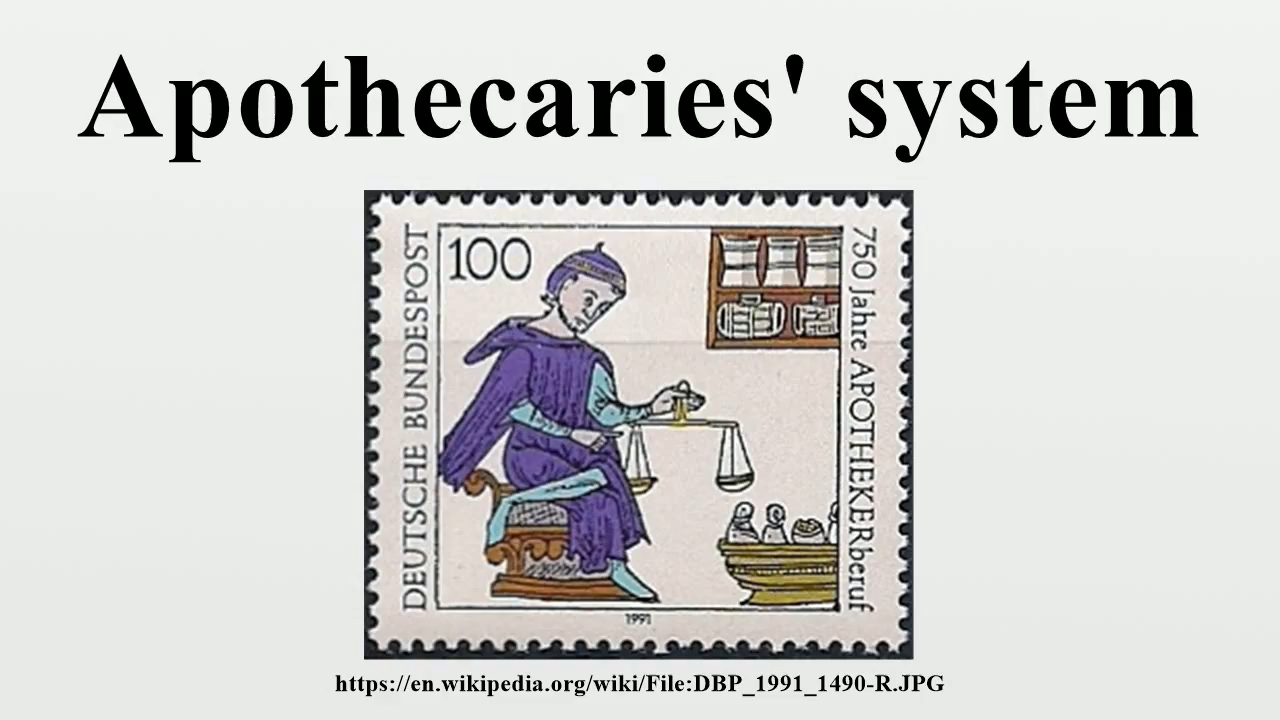 Apothecaries' system
DEUTSCHE BUNDESPOST
100
750 Jahre APOTHEKERberuf
1991
https://en.wikipedia.org/wiki/File:DBP_1991_1490-R.JPG